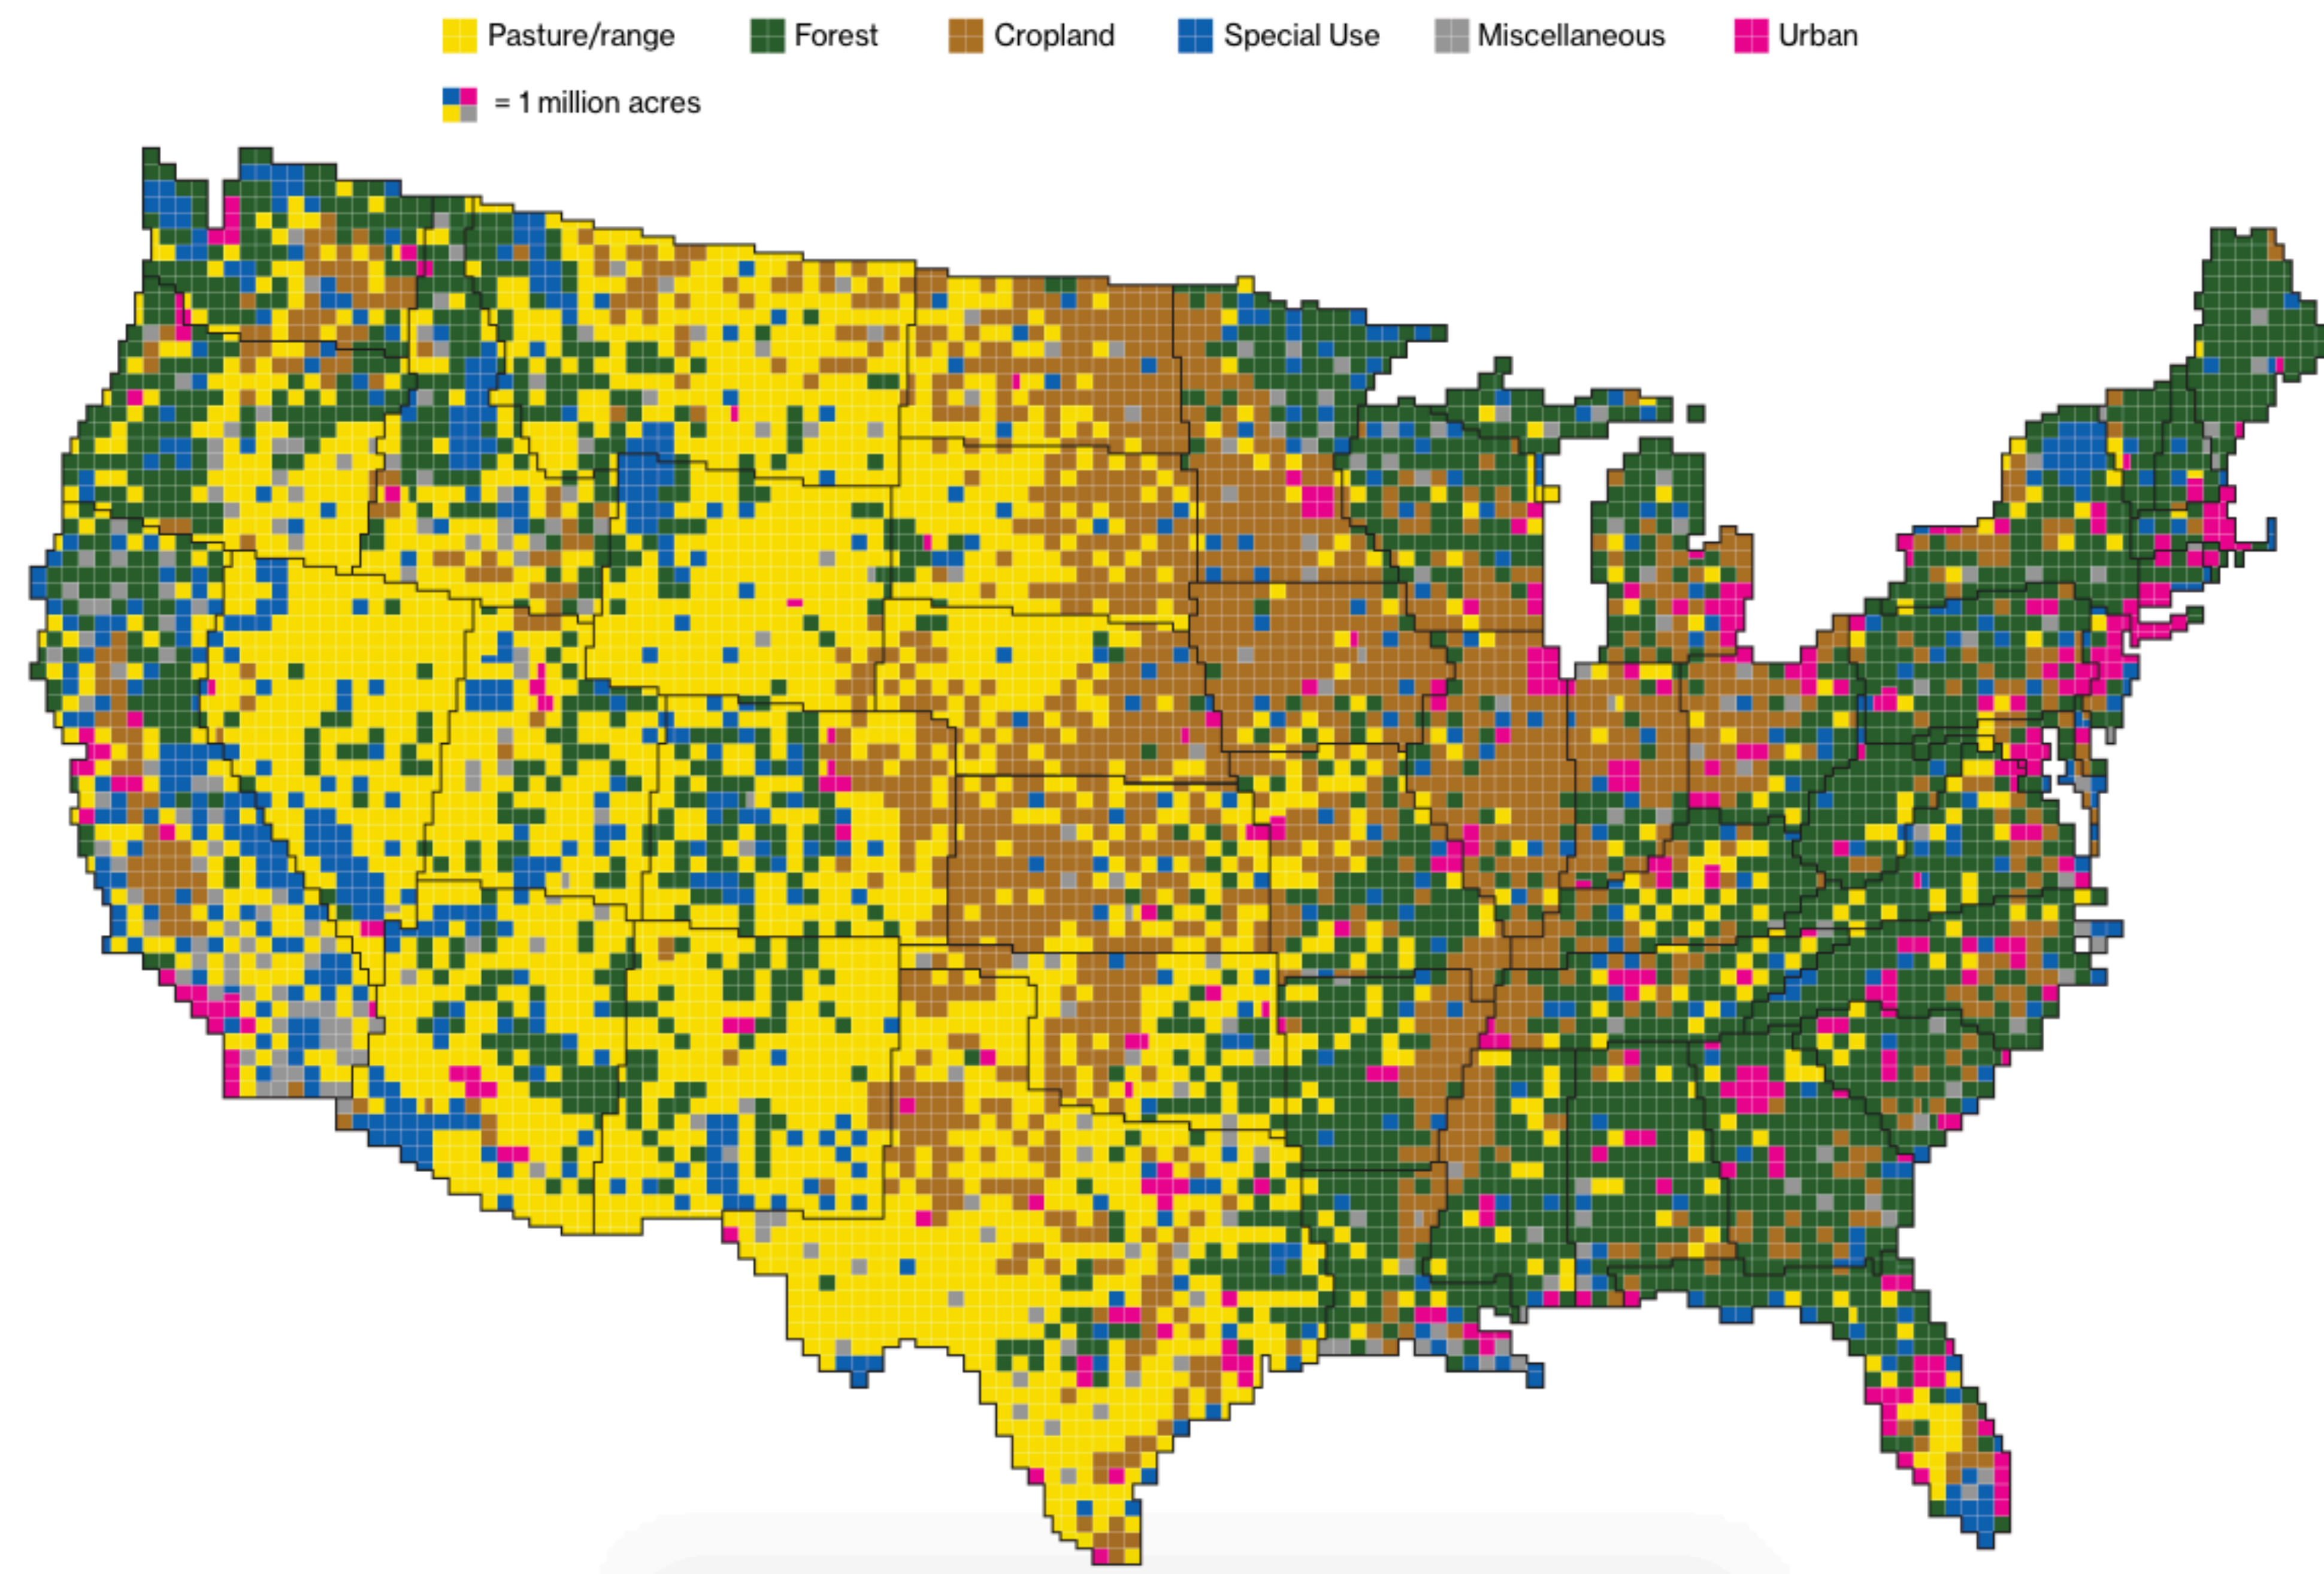 Pasture/range Forest Cropland Special Use Miscellaneous Urban
= 1 million acres